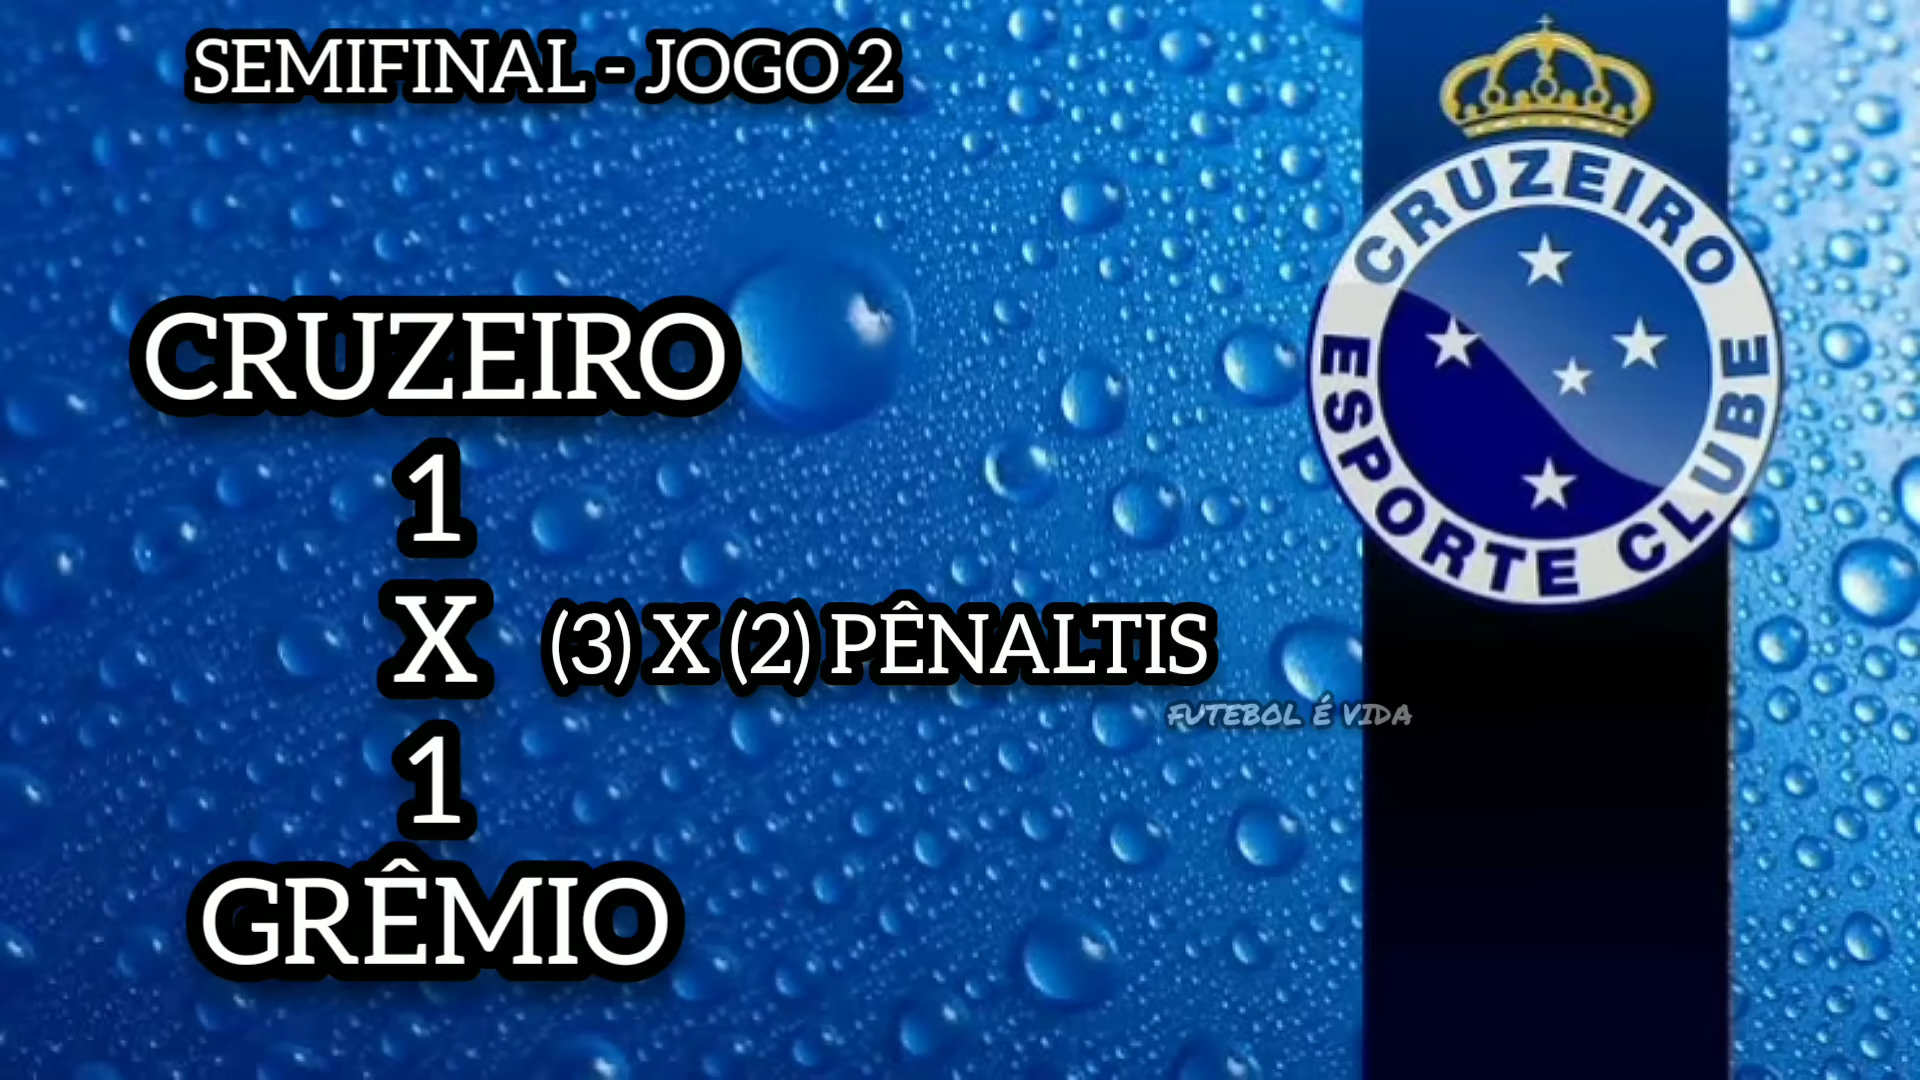 SEMIFINAL - JOGO 2
CRUZEIRO
1
X (3) X (2) PÊNALTIS
1
GRÊMIO
CRUZEIRO
ESPORTE CLUBE
FUTEBOL É VIDA